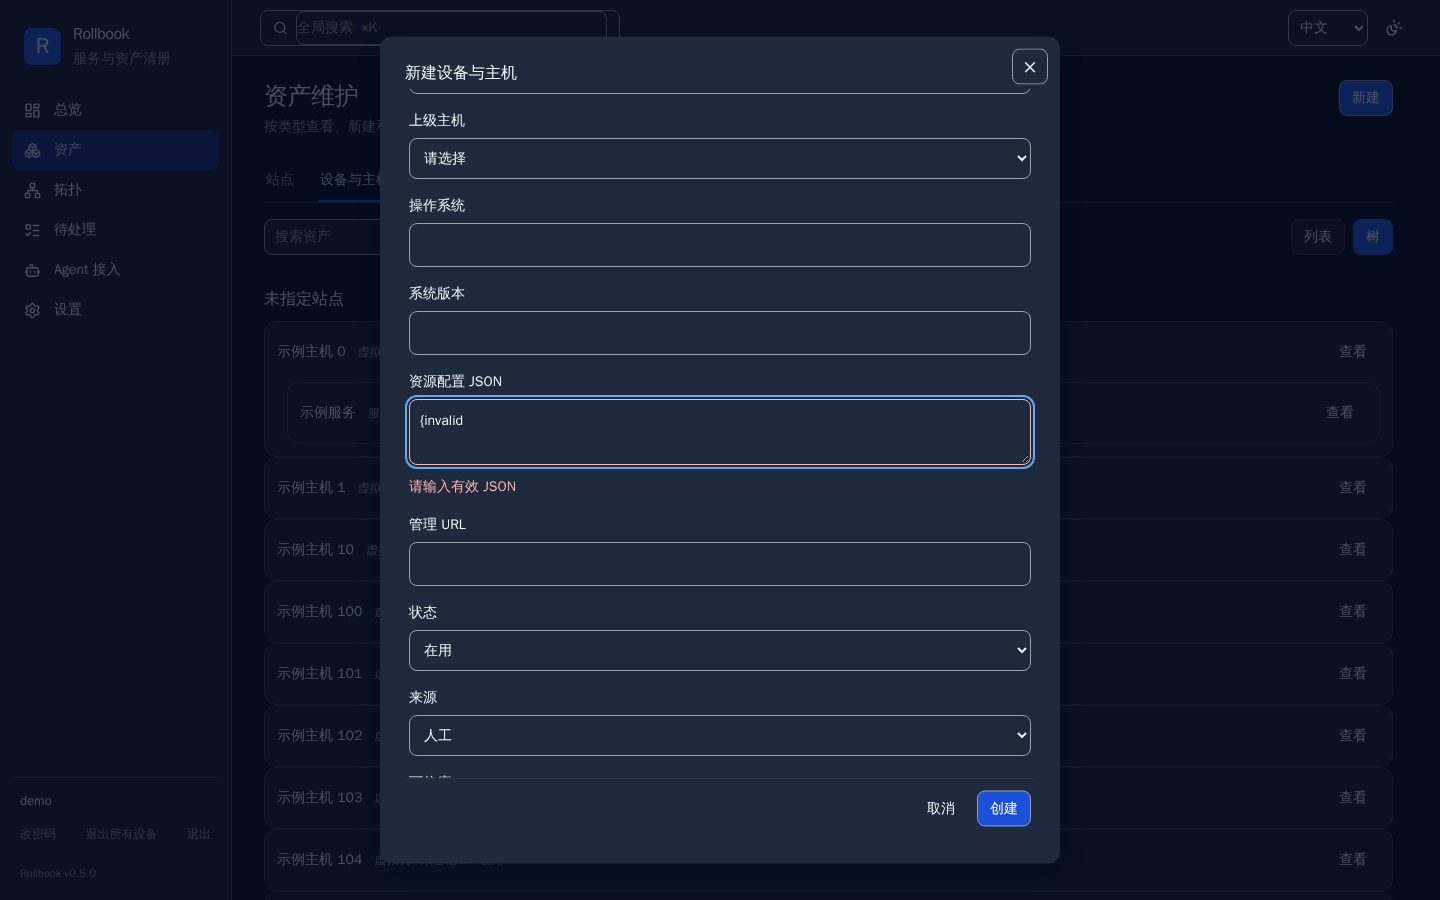 R
Rollbook
服务与资产清册
总览
资产
拓扑
待处理
Agent 接入
设置
demo
改密码 退出所有设备 退出
Rollbook v0.5.0
全局搜索 ⌘K
中文
资产维护
新建
按类型查看、新建
站点 设备与主机
搜索资产
列表 树
未指定站点
示例主机 0 虚拟
查看
示例服务 服
查看
示例主机 1 虚拟
查看
示例主机 10
查看
示例主机 100
查看
示例主机 101
查看
示例主机 102
查看
示例主机 103
查看
示例主机 104
查看
新建设备与主机
上级主机
请选择
操作系统
系统版本
资源配置 JSON
{invalid
请输入有效 JSON
管理 URL
状态
在用
来源
人工
取消 创建